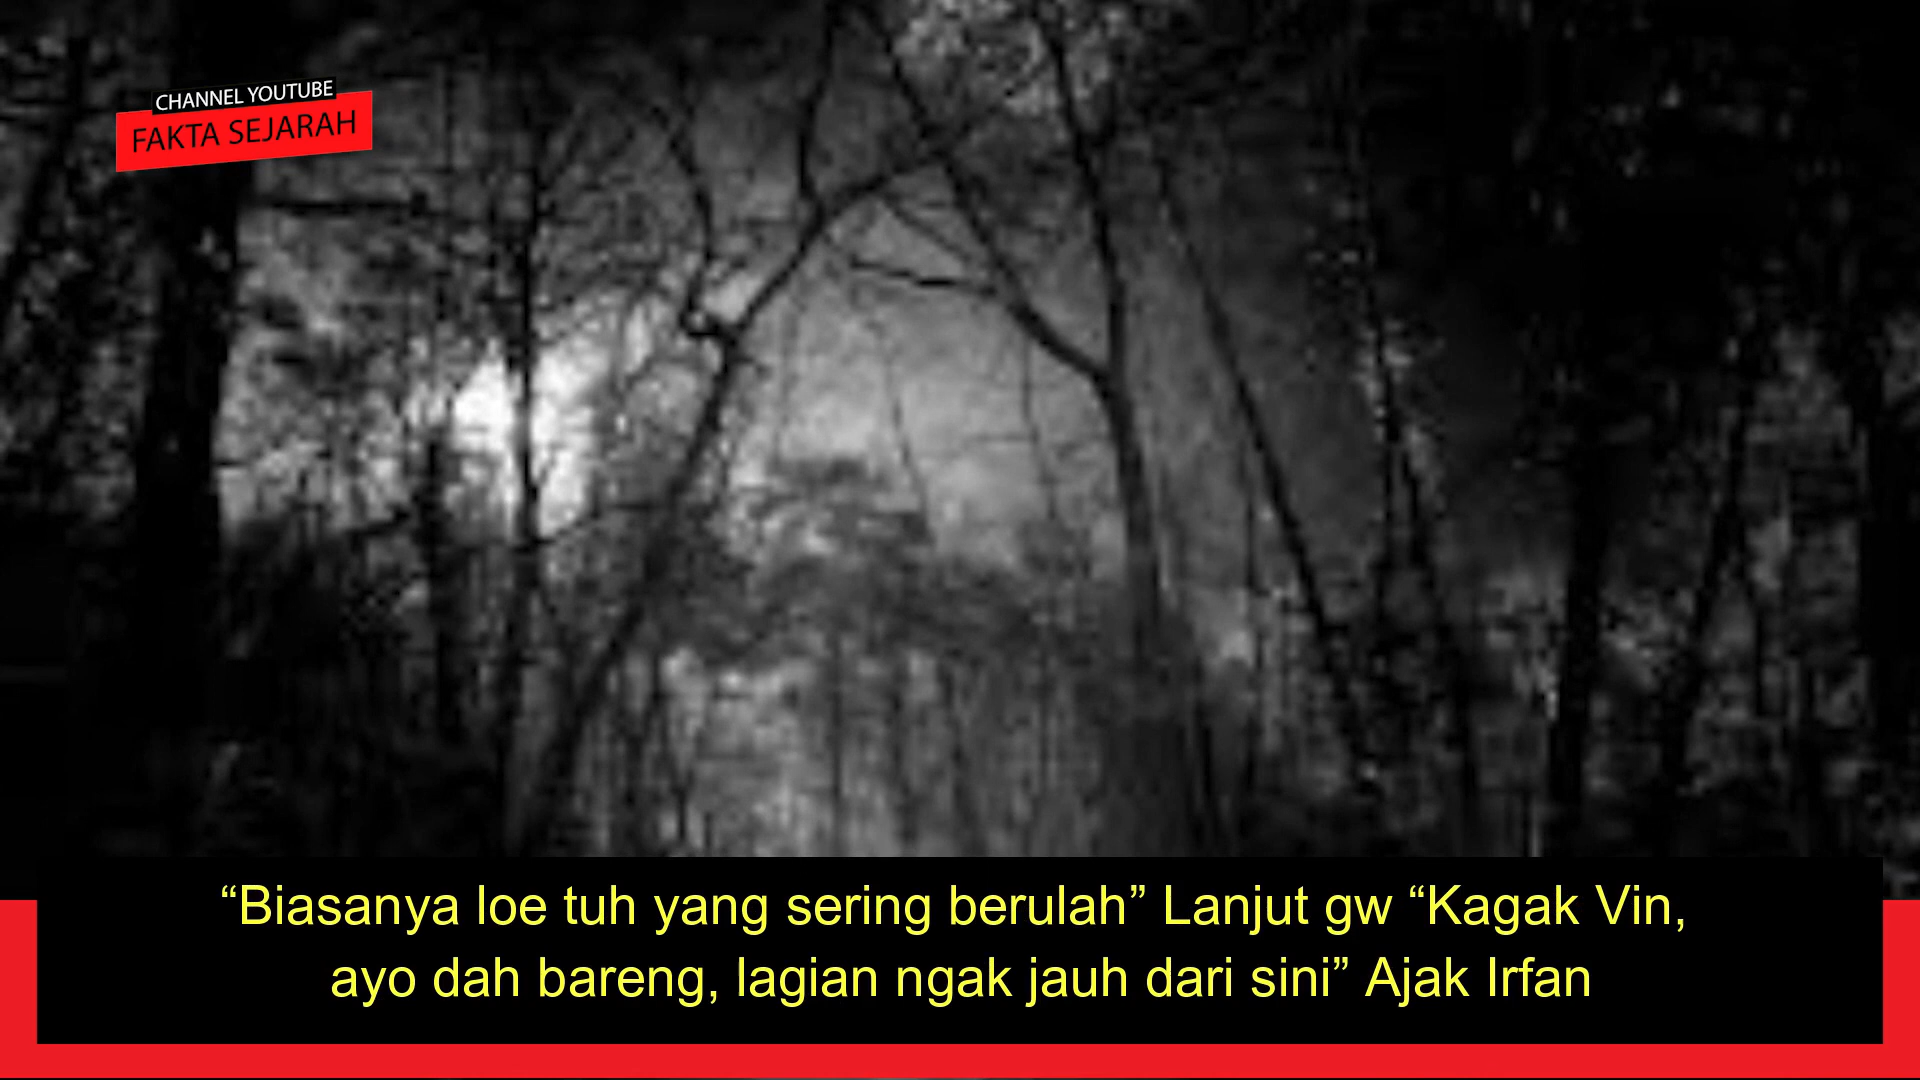 CHANNEL YOUTUBE
FAKTA SEJARAH
“Biasanya loe tuh yang sering berulah” Lanjut gw “Kagak Vin,
ayo dah bareng, lagian ngak jauh dari sini” Ajak Irfan